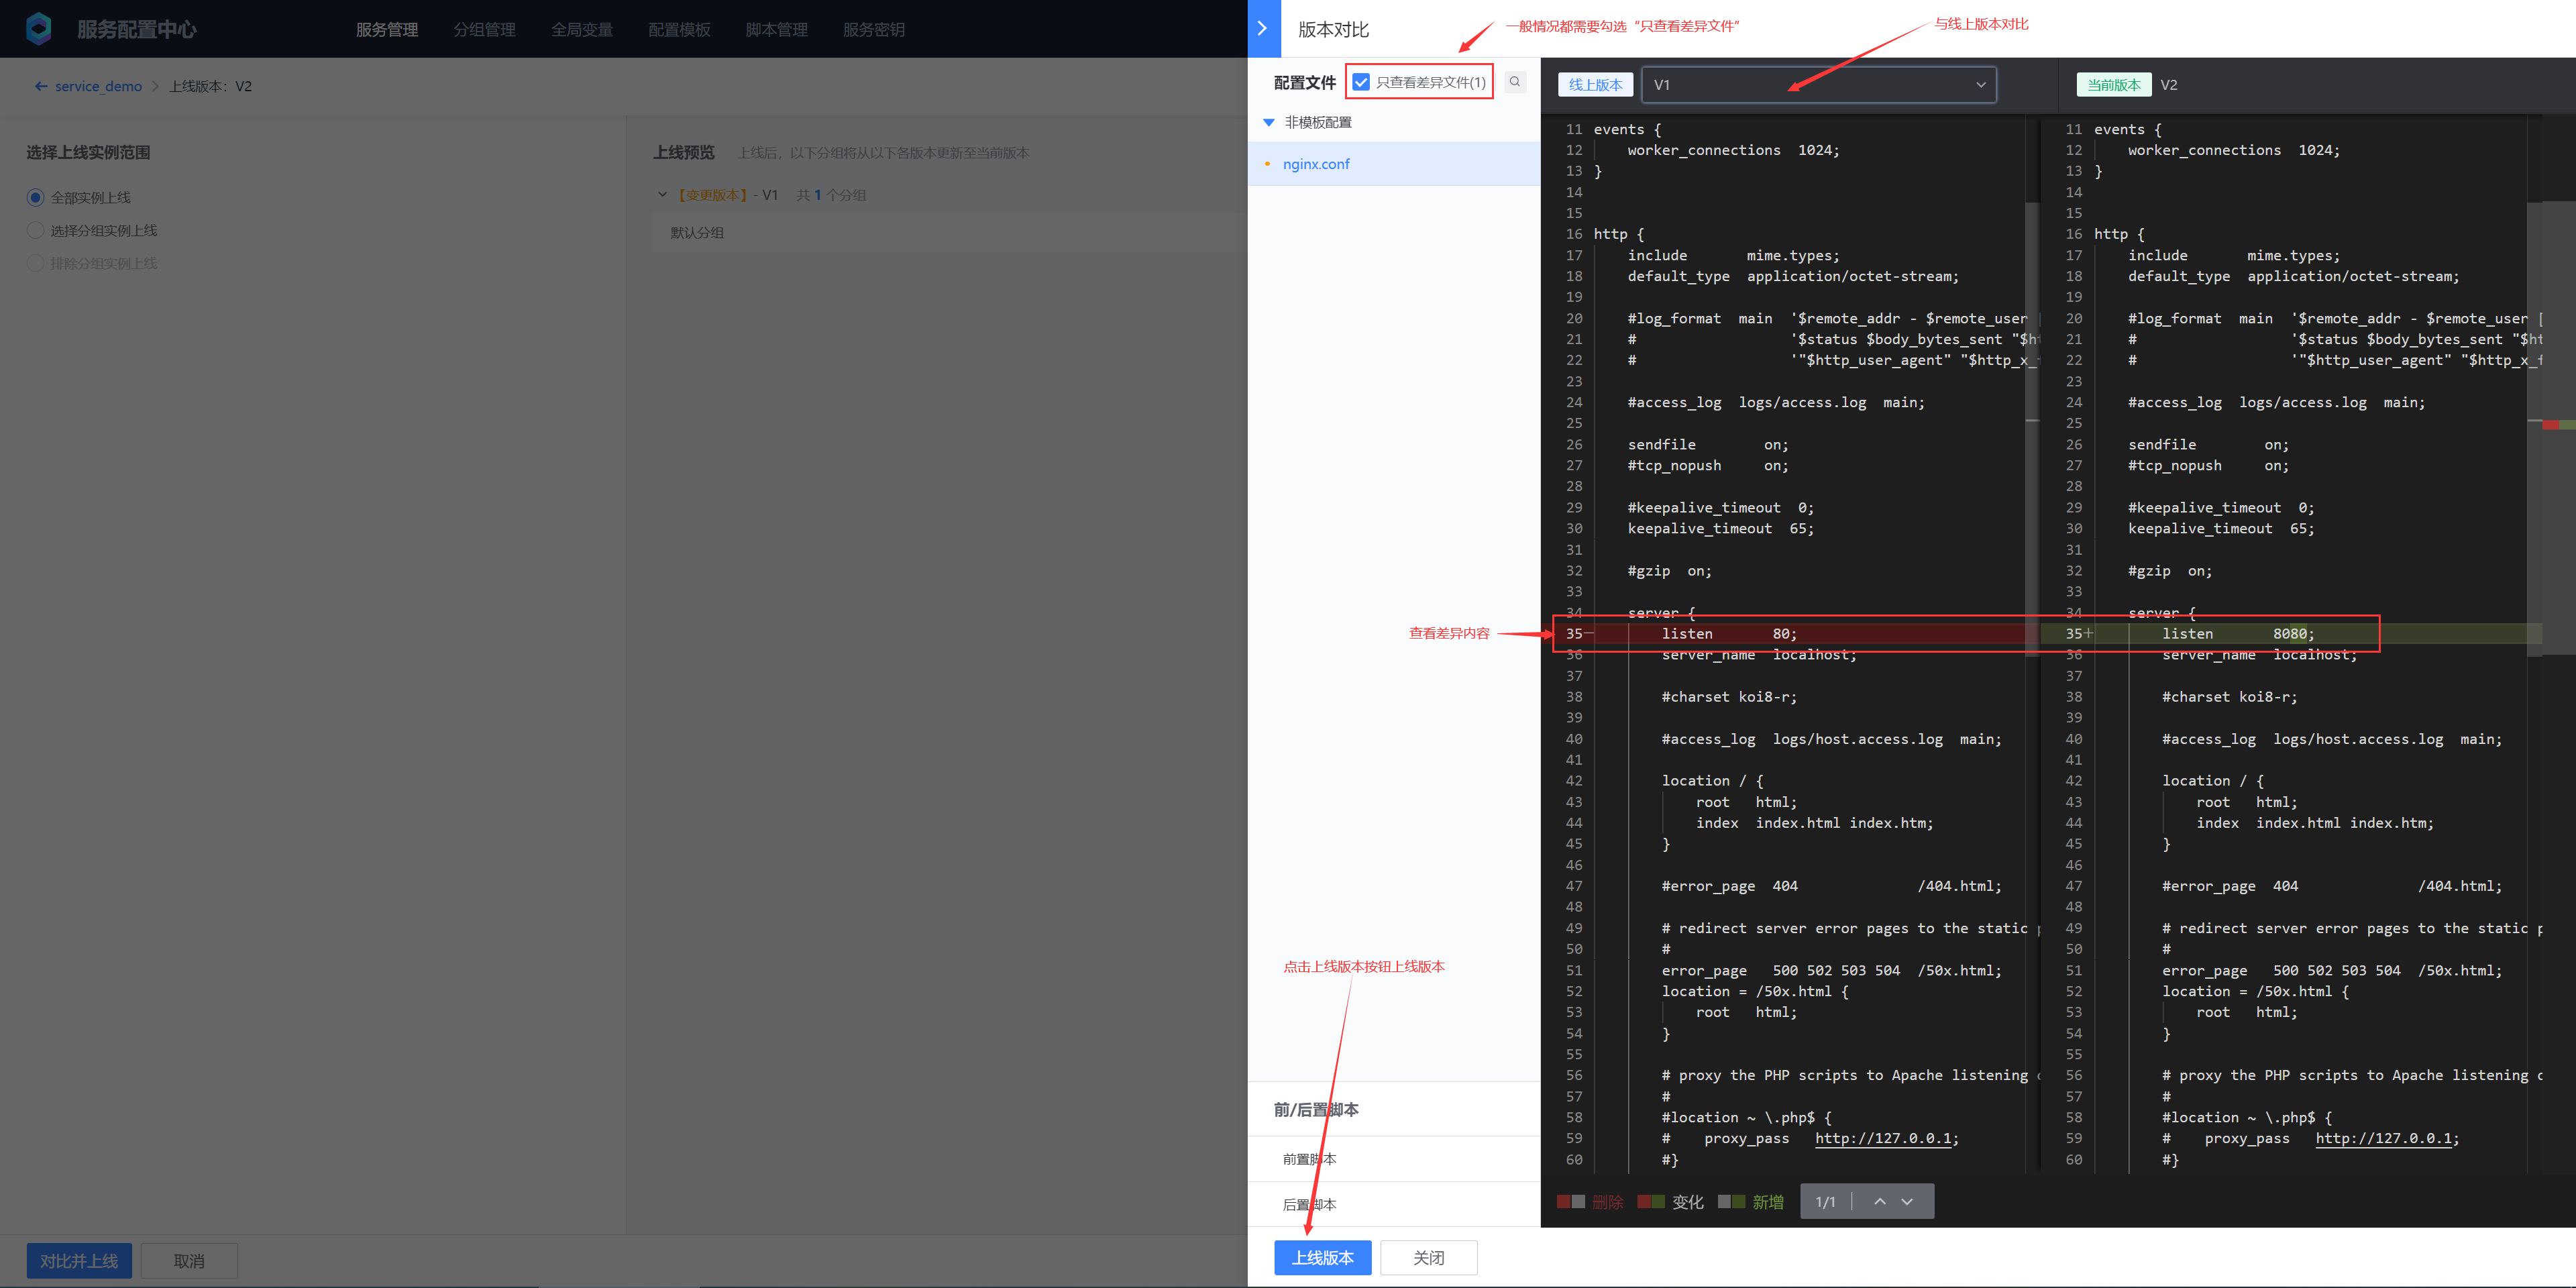 服务配置中心
服务管理 分组管理 全局变量 配置模板 脚本管理 服务密钥
service_demo 上线版本：V2
选择上线实例范围
全部实例上线
选择分组实例上线
排除分组实例上线
上线预览 上线后，以下分组将从以下各版本更新至当前版本
【变更版本】 - V1 共 1 个分组
默认分组
对比并上线 取消
版本对比
一般情况都需要勾选“只查看差异文件”
与线上版本对比
配置文件 只查看差异文件(1)
非模板配置
nginx.conf
查看差异内容
点击上线版本按钮上线版本
前/后置脚本
前置脚本
后置脚本
上线版本 关闭
线上版本 V1
11 events {
12 worker_connections  1024;
13 }
14
15
16 http {
17 include       mime.types;
18 default_type  application/octet-stream;
19
20 #log_format  main  '$remote_addr - $remote_user
21 #                  '$status $body_bytes_sent "$ht
22 #                  '"$http_user_agent" "$http_x_
23
24 #access_log  logs/access.log  main;
25
26 sendfile        on;
27 #tcp_nopush     on;
28
29 #keepalive_timeout  0;
30 keepalive_timeout  65;
31
32 #gzip  on;
33
34 server {
35− listen       80;
36 server_name  localhost;
37
38 #charset koi8-r;
39
40 #access_log  logs/host.access.log  main;
41
42 location / {
43 root   html;
44 index  index.html index.htm;
45 }
46
47 #error_page  404              /404.html;
48
49 # redirect server error pages to the static p
50 #
51 error_page   500 502 503 504  /50x.html;
52 location = /50x.html {
53 root   html;
54 }
55
56 # proxy the PHP scripts to Apache listening o
57 #
58 #location ~ \.php$ {
59 #    proxy_pass   http://127.0.0.1;
60 #}
当前版本 V2
11 events {
12 worker_connections  1024;
13 }
14
15
16 http {
17 include       mime.types;
18 default_type  application/octet-stream;
19
20 #log_format  main  '$remote_addr - $remote_user [
21 #                  '$status $body_bytes_sent "$ht
22 #                  '"$http_user_agent" "$http_x_f
23
24 #access_log  logs/access.log  main;
25
26 sendfile        on;
27 #tcp_nopush     on;
28
29 #keepalive_timeout  0;
30 keepalive_timeout  65;
31
32 #gzip  on;
33
34 server {
35+ listen       8080;
36 server_name  localhost;
37
38 #charset koi8-r;
39
40 #access_log  logs/host.access.log  main;
41
42 location / {
43 root   html;
44 index  index.html index.htm;
45 }
46
47 #error_page  404              /404.html;
48
49 # redirect server error pages to the static p
50 #
51 error_page   500 502 503 504  /50x.html;
52 location = /50x.html {
53 root   html;
54 }
55
56 # proxy the PHP scripts to Apache listening o
57 #
58 #location ~ \.php$ {
59 #    proxy_pass   http://127.0.0.1;
60 #}
删除 变化 新增 1/1